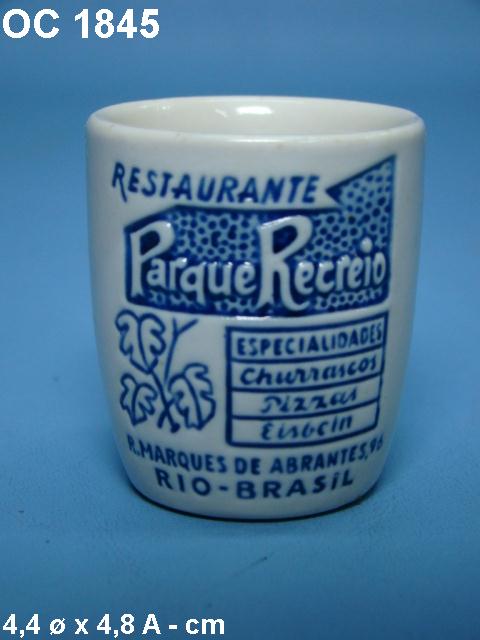 OC 1845
RESTAURANTE
Parque Recreio
ESPECIALIDADES
Churrascos
Pizzas
Eisbein
R. MARQUES DE ABRANTES, 96
RIO-BRASiL
4,4 ø x 4,8 A - cm